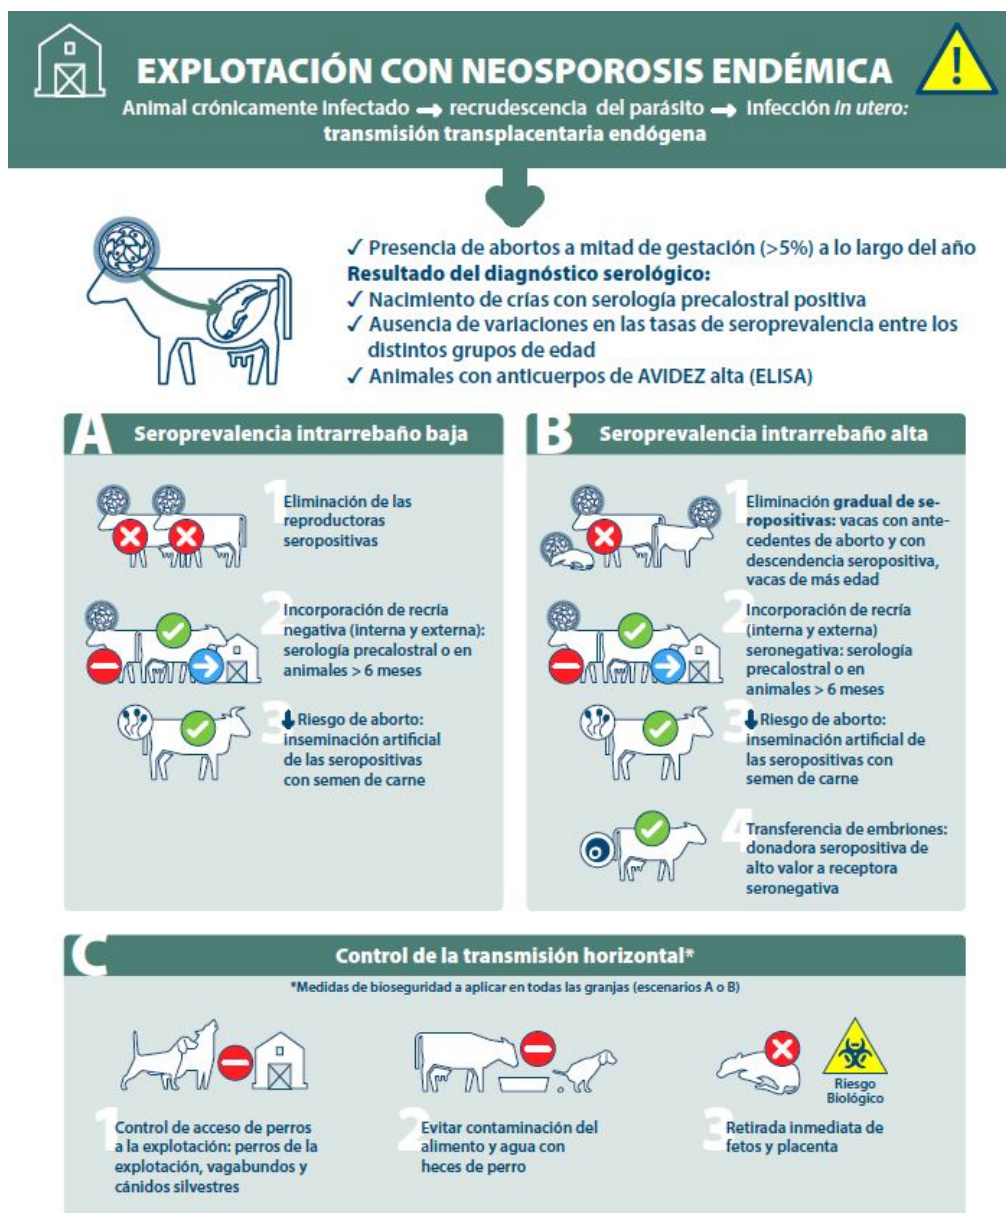 EXPLOTACIÓN CON NEOSPOROSIS ENDÉMICA
Animal crónicamente infectado → recrudescencia del parásito → Infección in utero:
transmisión transplacentaria endógena
✓ Presencia de abortos a mitad de gestación (>5%) a lo largo del año
Resultado del diagnóstico serológico:
✓ Nacimiento de crías con serología precalostral positiva
✓ Ausencia de variaciones en las tasas de seroprevalencia entre los
distintos grupos de edad
✓ Animales con anticuerpos de AVIDEZ alta (ELISA)
A Seroprevalencia intrarrebaño baja
1 Eliminación de las
reproductoras
seropositivas
2 Incorporación de recría
negativa (interna y externa):
serología precalostral o en
animales > 6 meses
3 ⬇ Riesgo de aborto:
inseminación artificial
de las seropositivas
con semen de carne
B Seroprevalencia intrarrebaño alta
1 Eliminación gradual de se-
ropositivas: vacas con ante-
cedentes de aborto y con
descendencia seropositiva,
vacas de más edad
2 Incorporación de recría
(interna y externa)
seronegativa: serología
precalostral o en
animales > 6 meses
3 ⬇ Riesgo de aborto:
inseminación artificial de
las seropositivas con
semen de carne
4 Transferencia de embriones:
donadora seropositiva de
alto valor a receptora
seronegativa
C Control de la transmisión horizontal*
*Medidas de bioseguridad a aplicar en todas las granjas (escenarios A o B)
1 Control de acceso de perros
a la explotación: perros de la
explotación, vagabundos y
cánidos silvestres
2 Evitar contaminación del
alimento y agua con
heces de perro
Riesgo
Biológico
3 Retirada inmediata de
fetos y placenta